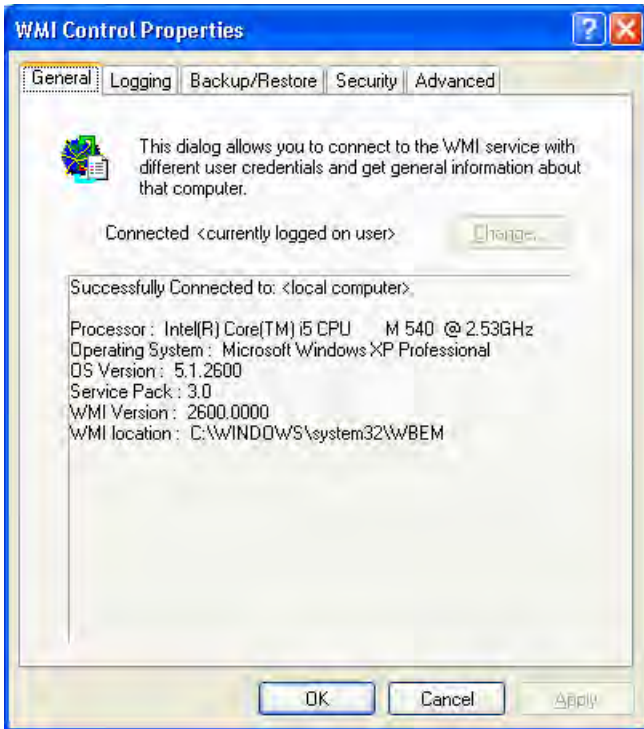 WMI Control Properties
General Logging Backup/Restore Security Advanced
This dialog allows you to connect to the WMI service with
different user credentials and get general information about
that computer.
Connected <currently logged on user> Change...
Successfully Connected to: <local computer>
Processor : Intel(R) Core(TM) i5 CPU M 540 @ 2.53GHz
Operating System : Microsoft Windows XP Professional
OS Version : 5.1.2600
Service Pack : 3.0
WMI Version : 2600.0000
WMI location : C:\WINDOWS\system32\WBEM
OK Cancel Apply